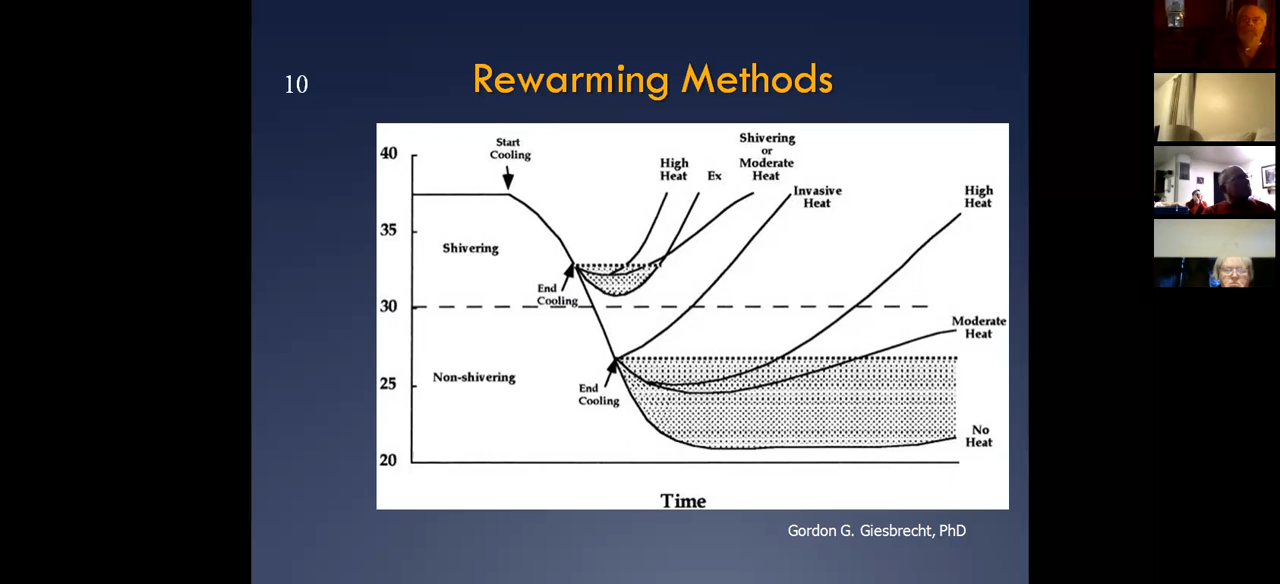 10
Rewarming Methods
40
Start
Cooling
High
Heat
Ex
Shivering
or
Moderate
Heat
Invasive
Heat
High
Heat
35
Shivering
End
Cooling
30
Moderate
Heat
Non-shivering
25
End
Cooling
No
Heat
20
Time
Gordon G. Giesbrecht, PhD